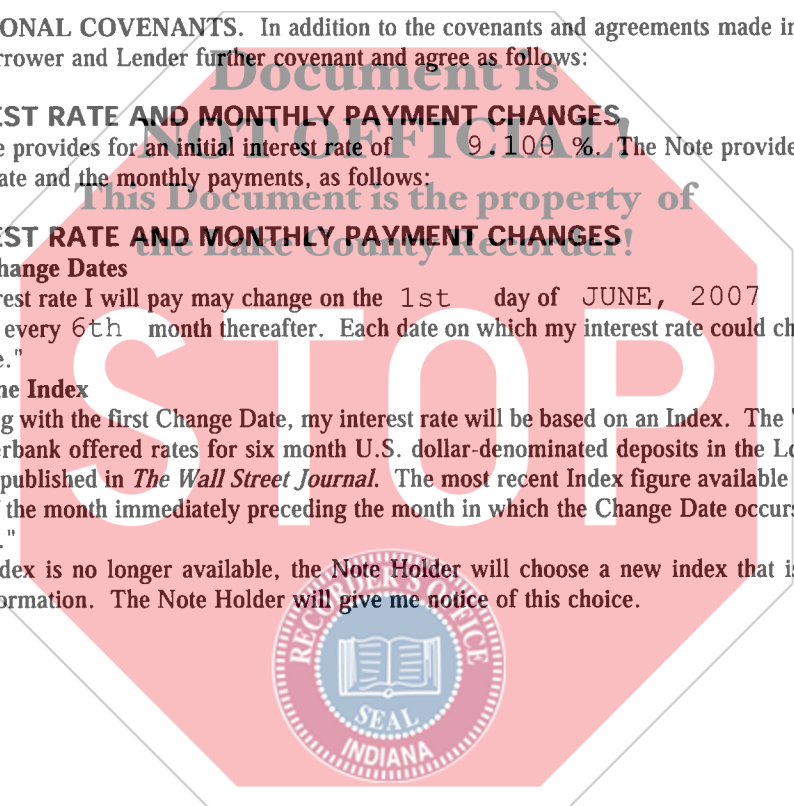 ONAL COVENANTS. In addition to the covenants and agreements made in
rrower and Lender further covenant and agree as follows:
Document is
EST RATE AND MONTHLY PAYMENT CHANGES
NOT OFFICIAL!
e provides for an initial interest rate of 9.100 %. The Note provide
ate and the monthly payments, as follows:
This Document is the property of
EST RATE AND MONTHLY PAYMENT CHANGES
the Lake County Recorder!
hange Dates
rest rate I will pay may change on the 1st day of JUNE, 2007
every 6th month thereafter. Each date on which my interest rate could ch
e."
he Index
g with the first Change Date, my interest rate will be based on an Index. The "
erbank offered rates for six month U.S. dollar-denominated deposits in the Lo
published in The Wall Street Journal. The most recent Index figure available
f the month immediately preceding the month in which the Change Date occurs
."
dex is no longer available, the Note Holder will choose a new index that is
ormation. The Note Holder will give me notice of this choice.
STOP
RECORDER'S OFFICE
SEAL
INDIANA